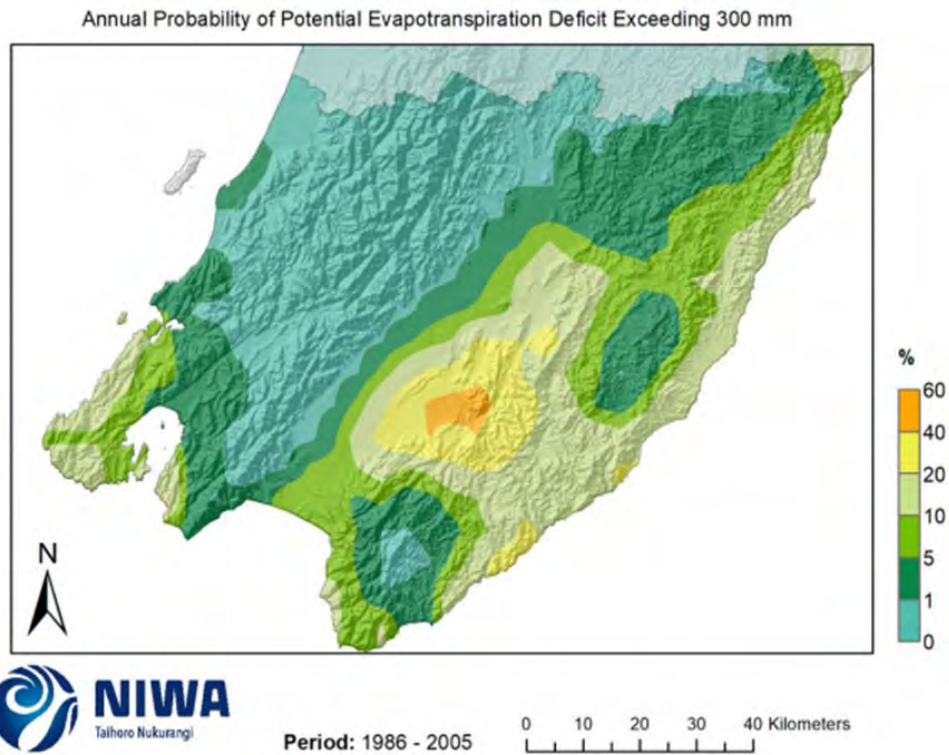 Annual Probability of Potential Evapotranspiration Deficit Exceeding 300 mm
%
60
40
20
10
5
1
0
N
NIWA
Taihoro Nukurangi
Period: 1986 - 2005
0 10 20 30 40 Kilometers